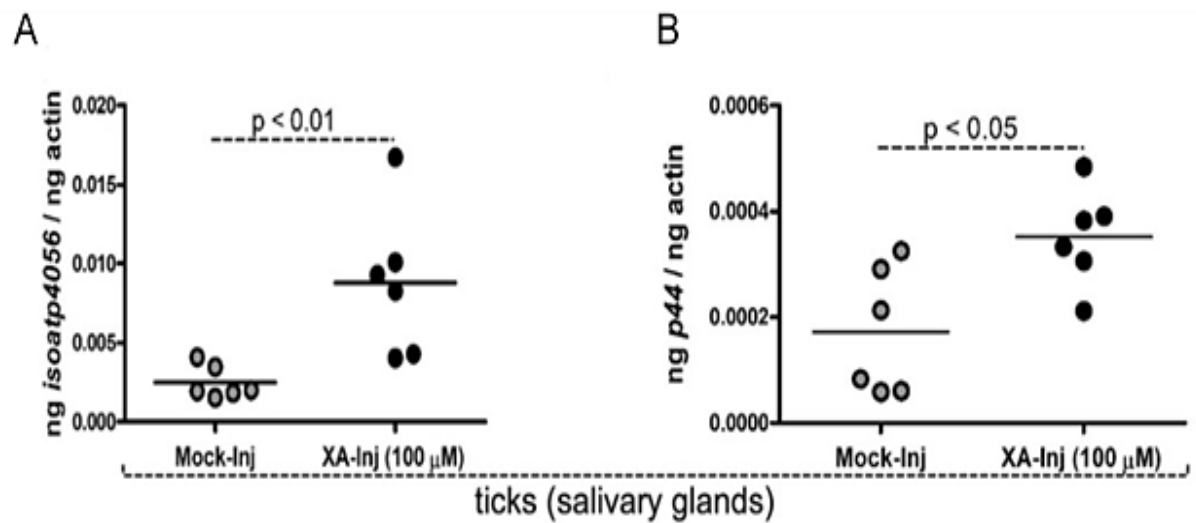 A
B
ng isoatp4056 / ng actin
0.020
0.015
0.010
0.005
0.000
p < 0.01
Mock-Inj
XA-Inj (100 μM)
ng p44 / ng actin
0.0006
0.0004
0.0002
0.0000
p < 0.05
Mock-Inj
XA-Inj (100 μM)
ticks (salivary glands)